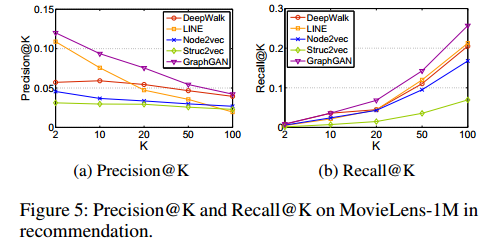 0.15
0.10
0.05
0
Precision@K
2 10 20 50 100
K
DeepWalk
LINE
Node2vec
Struc2vec
GraphGAN
(a) Precision@K
0.3
0.2
0.1
0
Recall@K
2 10 20 50 100
K
DeepWalk
LINE
Node2vec
Struc2vec
GraphGAN
(b) Recall@K
Figure 5: Precision@K and Recall@K on MovieLens-1M in
recommendation.